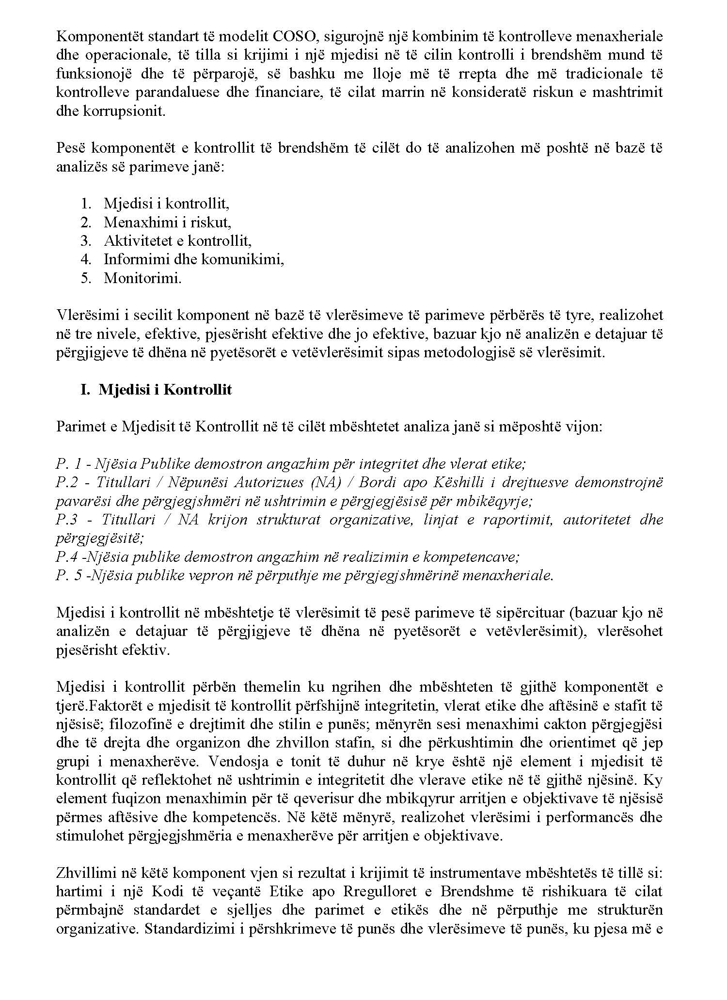 Komponentët standart të modelit COSO, sigurojnë një kombinim të kontrolleve menaxheriale
dhe operacionale, të tilla si krijimi i një mjedisi në të cilin kontrolli i brendshëm mund të
funksionojë dhe të përparojë, së bashku me lloje më të rrepta dhe më tradicionale të
kontrolleve parandaluese dhe financiare, të cilat marrin në konsideratë riskun e mashtrimit
dhe korrupsionit.
Pesë komponentët e kontrollit të brendshëm të cilët do të analizohen më poshtë në bazë të
analizës së parimeve janë:
1. Mjedisi i kontrollit,
2. Menaxhimi i riskut,
3. Aktivitetet e kontrollit,
4. Informimi dhe komunikimi,
5. Monitorimi.
Vlerësimi i secilit komponent në bazë të vlerësimeve të parimeve përbërës të tyre, realizohet
në tre nivele, efektive, pjesërisht efektive dhe jo efektive, bazuar kjo në analizën e detajuar të
përgjigjeve të dhëna në pyetësorët e vetëvlerësimit sipas metodologjisë së vlerësimit.
I. Mjedisi i Kontrollit
Parimet e Mjedisit të Kontrollit në të cilët mbështetet analiza janë si mëposhtë vijon:
P. 1 - Njësia Publike demostron angazhim për integritet dhe vlerat etike;
P.2 - Titullari / Nëpunësi Autorizues (NA) / Bordi apo Këshilli i drejtuesve demonstrojnë
pavarësi dhe përgjegjshmëri në ushtrimin e përgjegjësisë për mbikëqyrje;
P.3 - Titullari / NA krijon strukturat organizative, linjat e raportimit, autoritetet dhe
përgjegjësitë;
P.4 -Njësia publike demostron angazhim në realizimin e kompetencave;
P. 5 -Njësia publike vepron në përputhje me përgjegjshmërinë menaxheriale.
Mjedisi i kontrollit në mbështetje të vlerësimit të pesë parimeve të sipërcituar (bazuar kjo në
analizën e detajuar të përgjigjeve të dhëna në pyetësorët e vetëvlerësimit), vlerësohet
pjesërisht efektiv.
Mjedisi i kontrollit përbën themelin ku ngrihen dhe mbështeten të gjithë komponentët e
tjerë.Faktorët e mjedisit të kontrollit përfshijnë integritetin, vlerat etike dhe aftësinë e stafit të
njësisë; filozofinë e drejtimit dhe stilin e punës; mënyrën sesi menaxhimi cakton përgjegjësi
dhe të drejta dhe organizon dhe zhvillon stafin, si dhe përkushtimin dhe orientimet që jep
grupi i menaxherëve. Vendosja e tonit të duhur në krye është një element i mjedisit të
kontrollit që reflektohet në ushtrimin e integritetit dhe vlerave etike në të gjithë njësinë. Ky
element fuqizon menaxhimin për të qeverisur dhe mbikqyrur arritjen e objektivave të njësisë
përmes aftësive dhe kompetencës. Në këtë mënyrë, realizohet vlerësimi i performancës dhe
stimulohet përgjegjshmëria e menaxherëve për arritjen e objektivave.
Zhvillimi në këtë komponent vjen si rezultat i krijimit të instrumentave mbështetës të tillë si:
hartimi i një Kodi të veçantë Etike apo Rregulloret e Brendshme të rishikuara të cilat
përmbajnë standardet e sjelljes dhe parimet e etikës dhe në përputhje me strukturën
organizative. Standardizimi i përshkrimeve të punës dhe vlerësimeve të punës, ku pjesa më e